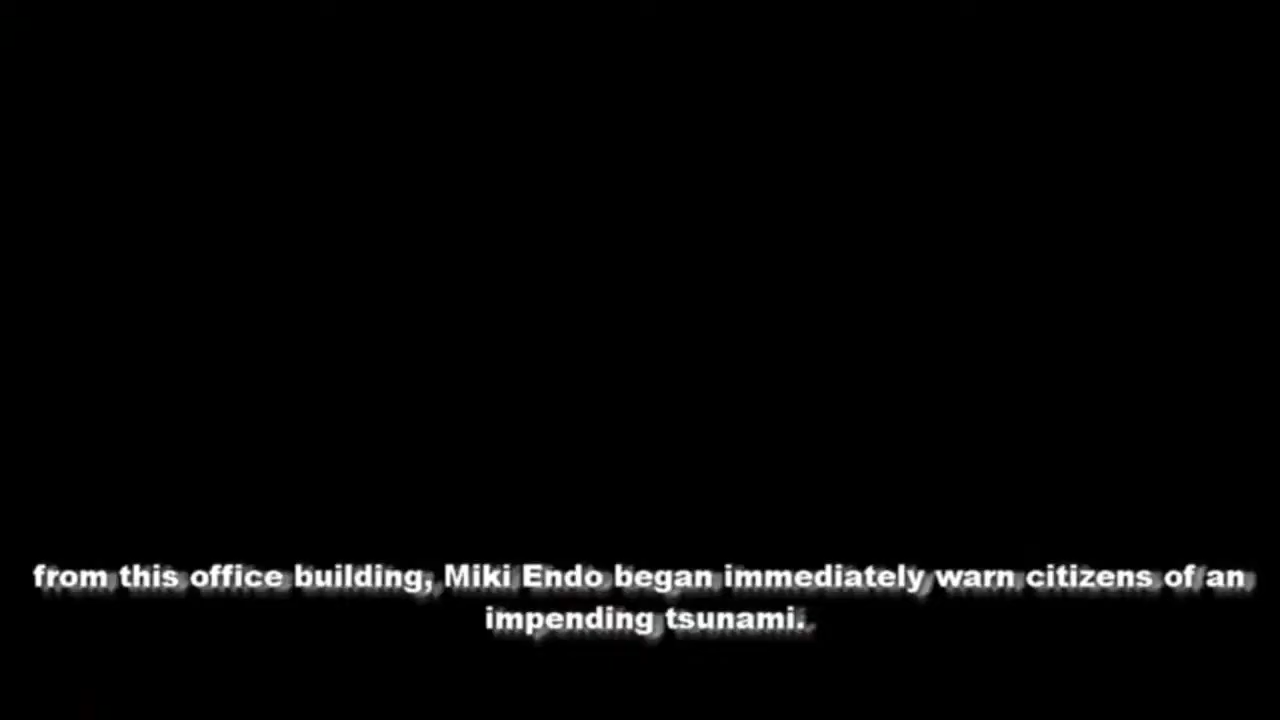 from this office building, Miki Endo began immediately warn citizens of an
impending tsunami.